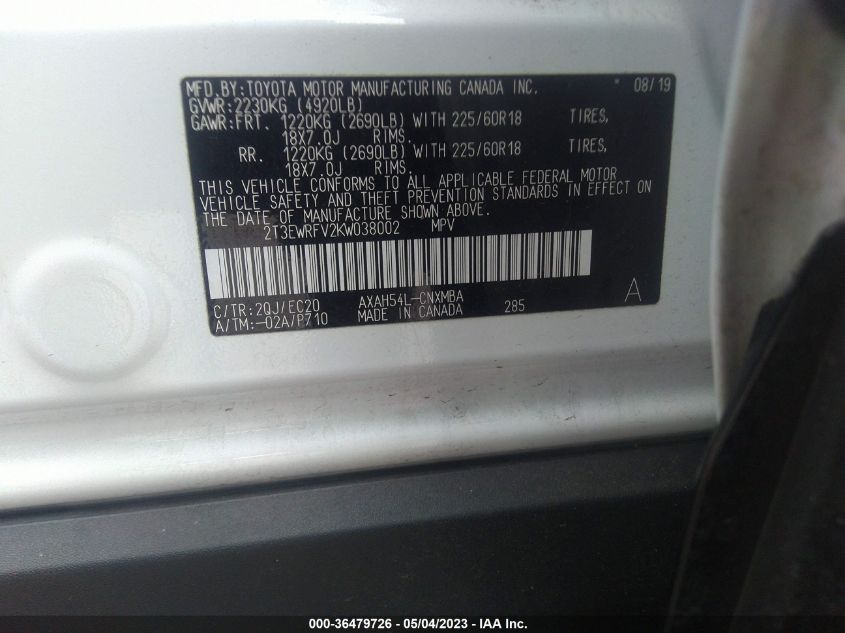 MFD.BY:TOYOTA MOTOR MANUFACTURING CANADA INC. 08/19
GVWR:2230KG (4920LB)
GAWR:FRT. 1220KG (2690LB) WITH 225/60R18 TIRES,
18X7.0J RIMS.
RR. 1220KG (2690LB) WITH 225/60R18 TIRES,
18X7.0J RIMS.
THIS VEHICLE CONFORMS TO ALL APPLICABLE FEDERAL MOTOR
VEHICLE SAFETY AND THEFT PREVENTION STANDARDS IN EFFECT ON
THE DATE OF MANUFACTURE SHOWN ABOVE.
2T3EWRFV2KW038002 MPV
C/TR:2QJ/EC20 AXAH54L-CNXMBA A
A/TM:-02A/P710 MADE IN CANADA 285
000-36479726 - 05/04/2023 - IAA Inc.